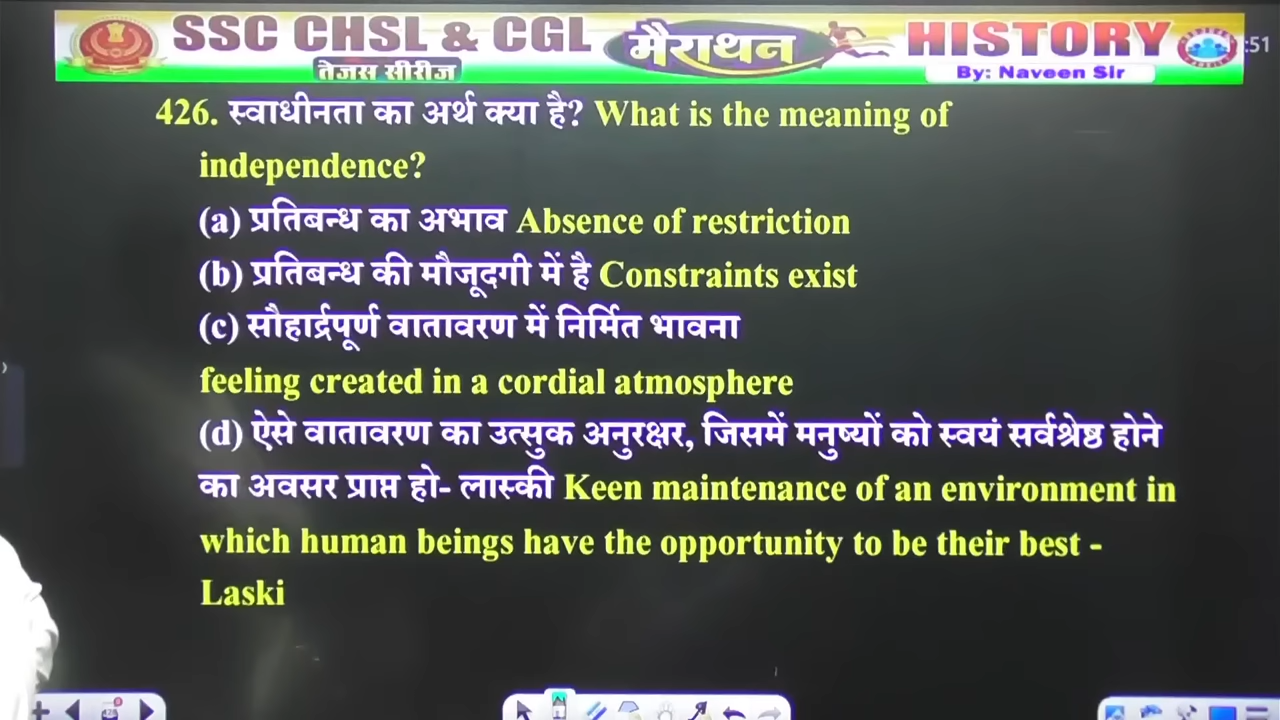 SSC CHSL & CGL मैराथन HISTORY :51
तेजस सीरीज By: Naveen Sir
426. स्वाधीनता का अर्थ क्या है? What is the meaning of
independence?
(a) प्रतिबन्ध का अभाव Absence of restriction
(b) प्रतिबन्ध की मौजूदगी में है Constraints exist
(c) सौहार्द्रपूर्ण वातावरण में निर्मित भावना
feeling created in a cordial atmosphere
(d) ऐसे वातावरण का उत्सुक अनुरक्षर, जिसमें मनुष्यों को स्वयं सर्वश्रेष्ठ होने
का अवसर प्राप्त हो- लास्की Keen maintenance of an environment in
which human beings have the opportunity to be their best -
Laski